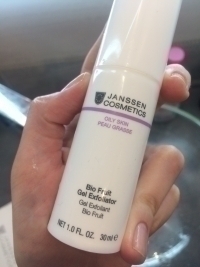 JANSSEN
COSMETICS
OILY SKIN
PEAU GRASSE
Bio Fruit
Gel Exfoliator
Gel Exfoliant
Bio Fruit
NET 1.0 FL. OZ. 30 ml ℮